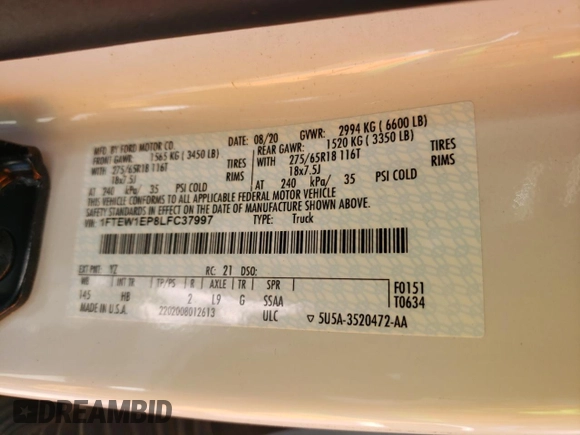 MFD. BY FORD MOTOR CO. DATE: 08/20 GVWR: 2994 KG ( 6600 LB)
FRONT GAWR: 1565 KG ( 3450 LB) REAR GAWR: 1520 KG ( 3350 LB)
WITH 275/65R18 116T TIRES WITH 275/65R18 116T TIRES
18x7.5J RIMS 18x7.5J RIMS
AT 240 kPa/ 35 PSI COLD AT 240 kPa/ 35 PSI COLD
THIS VEHICLE CONFORMS TO ALL APPLICABLE FEDERAL MOTOR VEHICLE
SAFETY STANDARDS IN EFFECT ON THE DATE OF MANUFACTURE SHOWN ABOVE.
VIN: 1FTEW1EP8LFC37997 TYPE: Truck
EXT PNT: YZ RC: 21 DSO:
WB TP/PS R AXLE TR SPR F0151
145 HB 2 L9 G SSAA T0634
MADE IN U.S.A. 2202008012613 ULC ▽ 5U5A-3520472-AA
DREAMBID